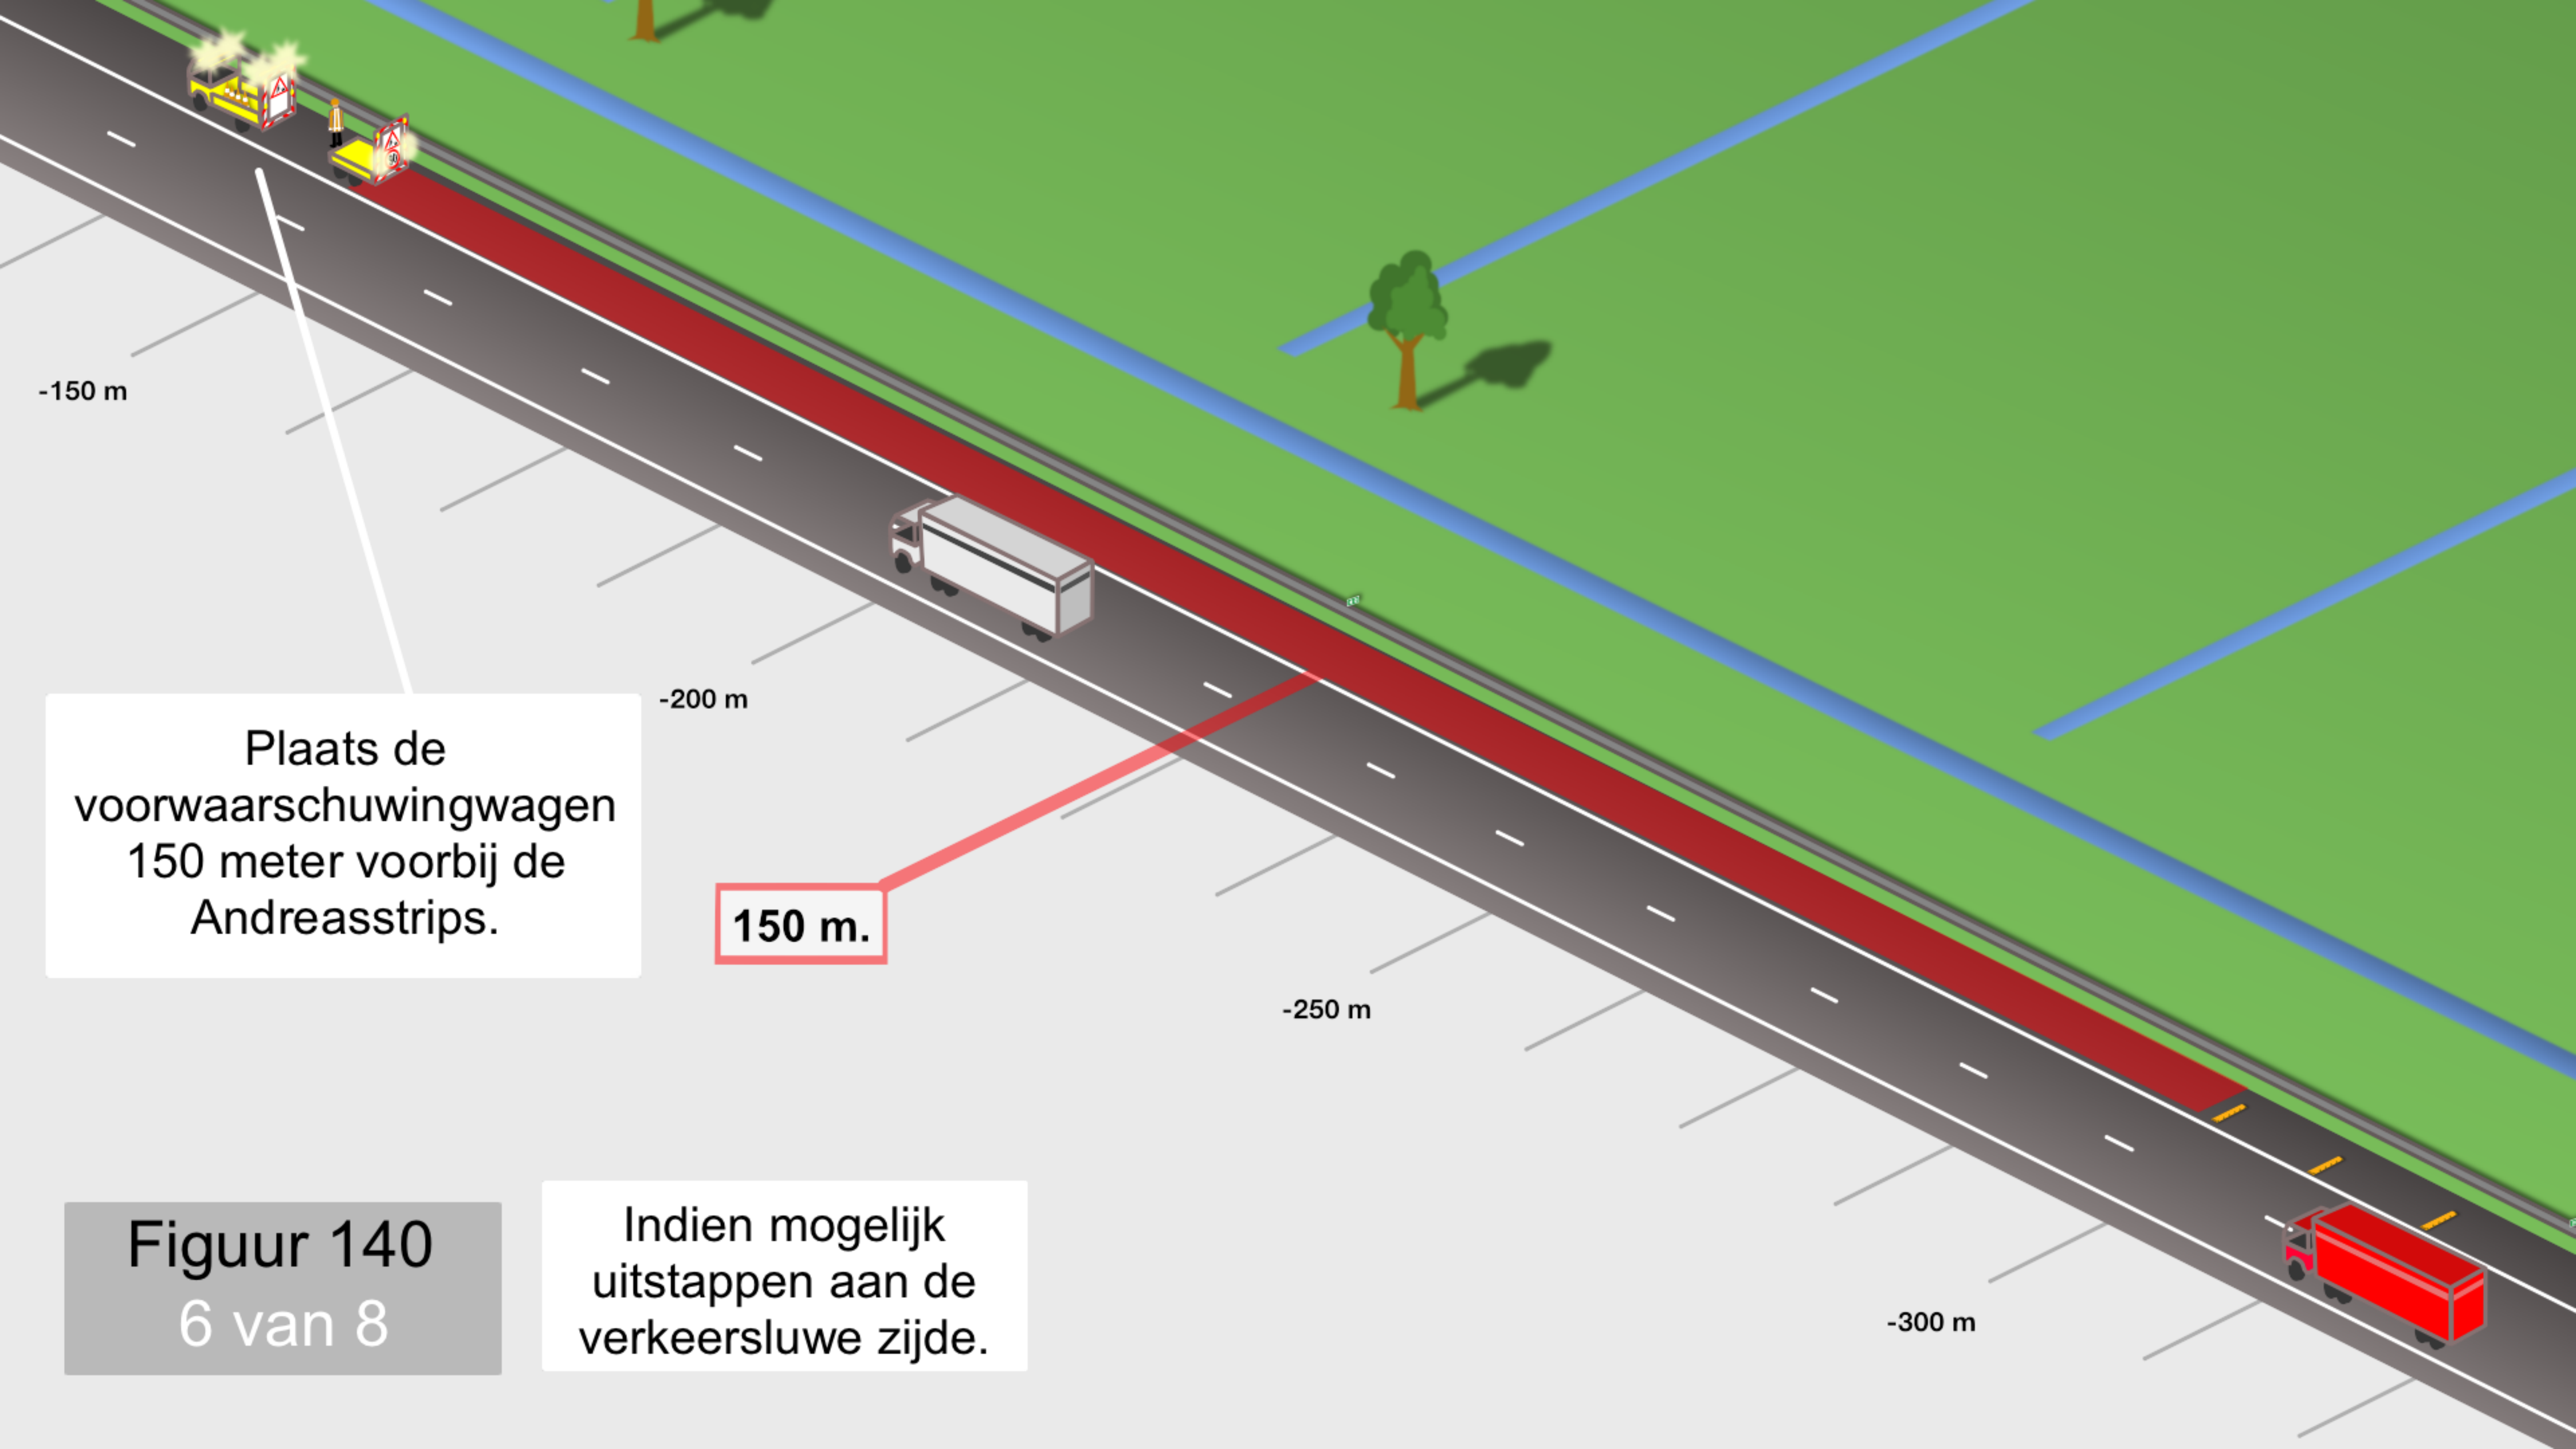 -150 m
-200 m
Plaats de
voorwaarschuwingwagen
150 meter voorbij de
Andreasstrips.
150 m.
-250 m
Figuur 140
6 van 8
Indien mogelijk
uitstappen aan de
verkeersluwe zijde.
-300 m